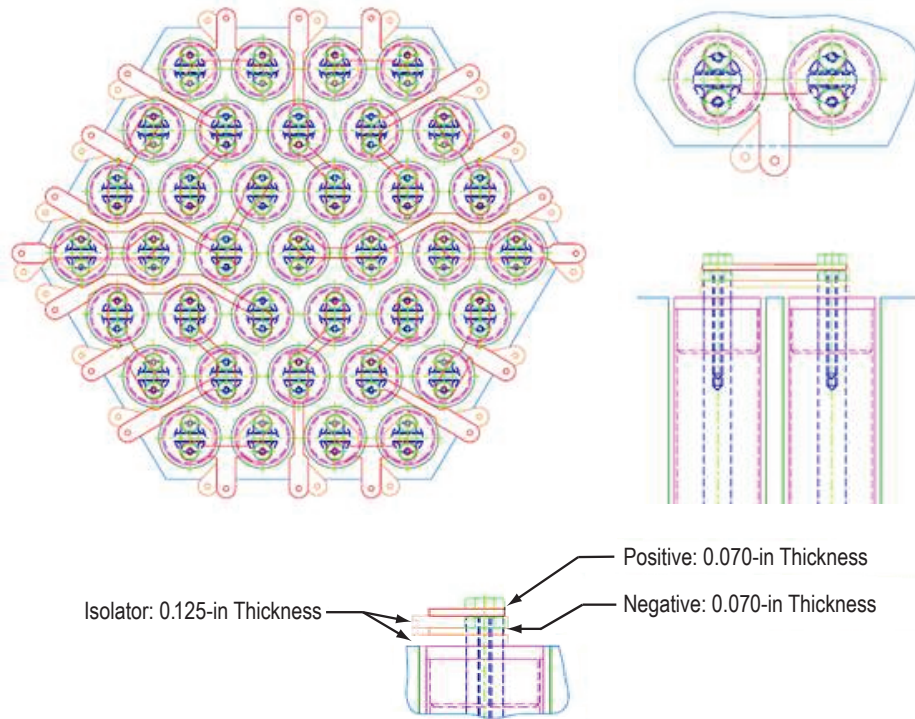 Positive: 0.070-in Thickness
Isolator: 0.125-in Thickness
Negative: 0.070-in Thickness